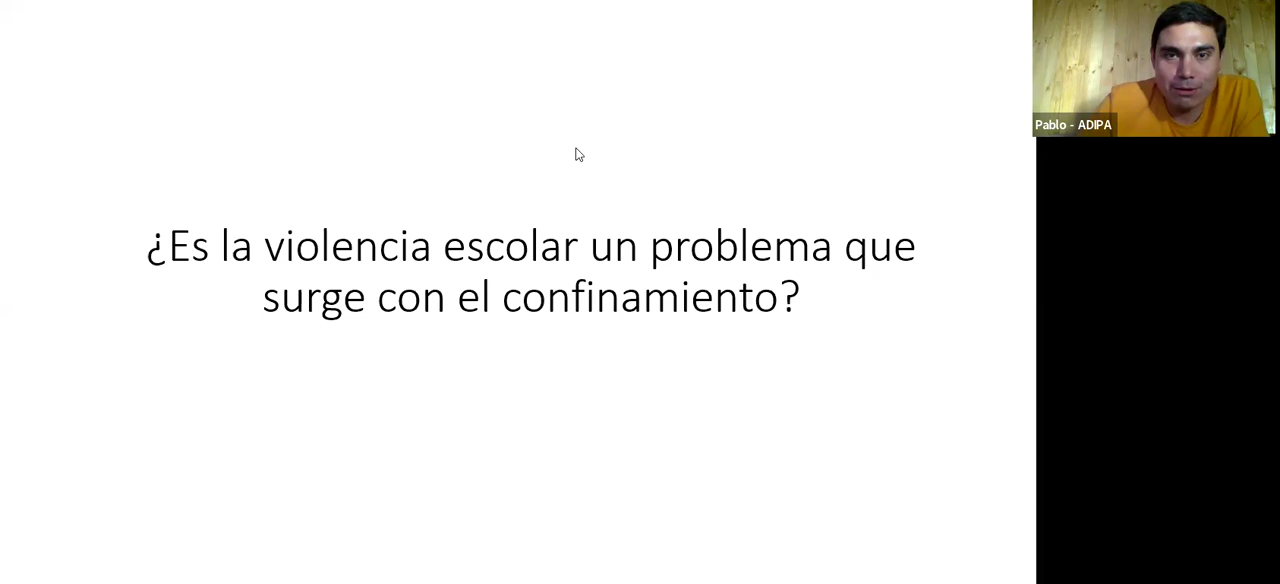 ¿Es la violencia escolar un problema que
surge con el confinamiento?
Pablo - ADIPA